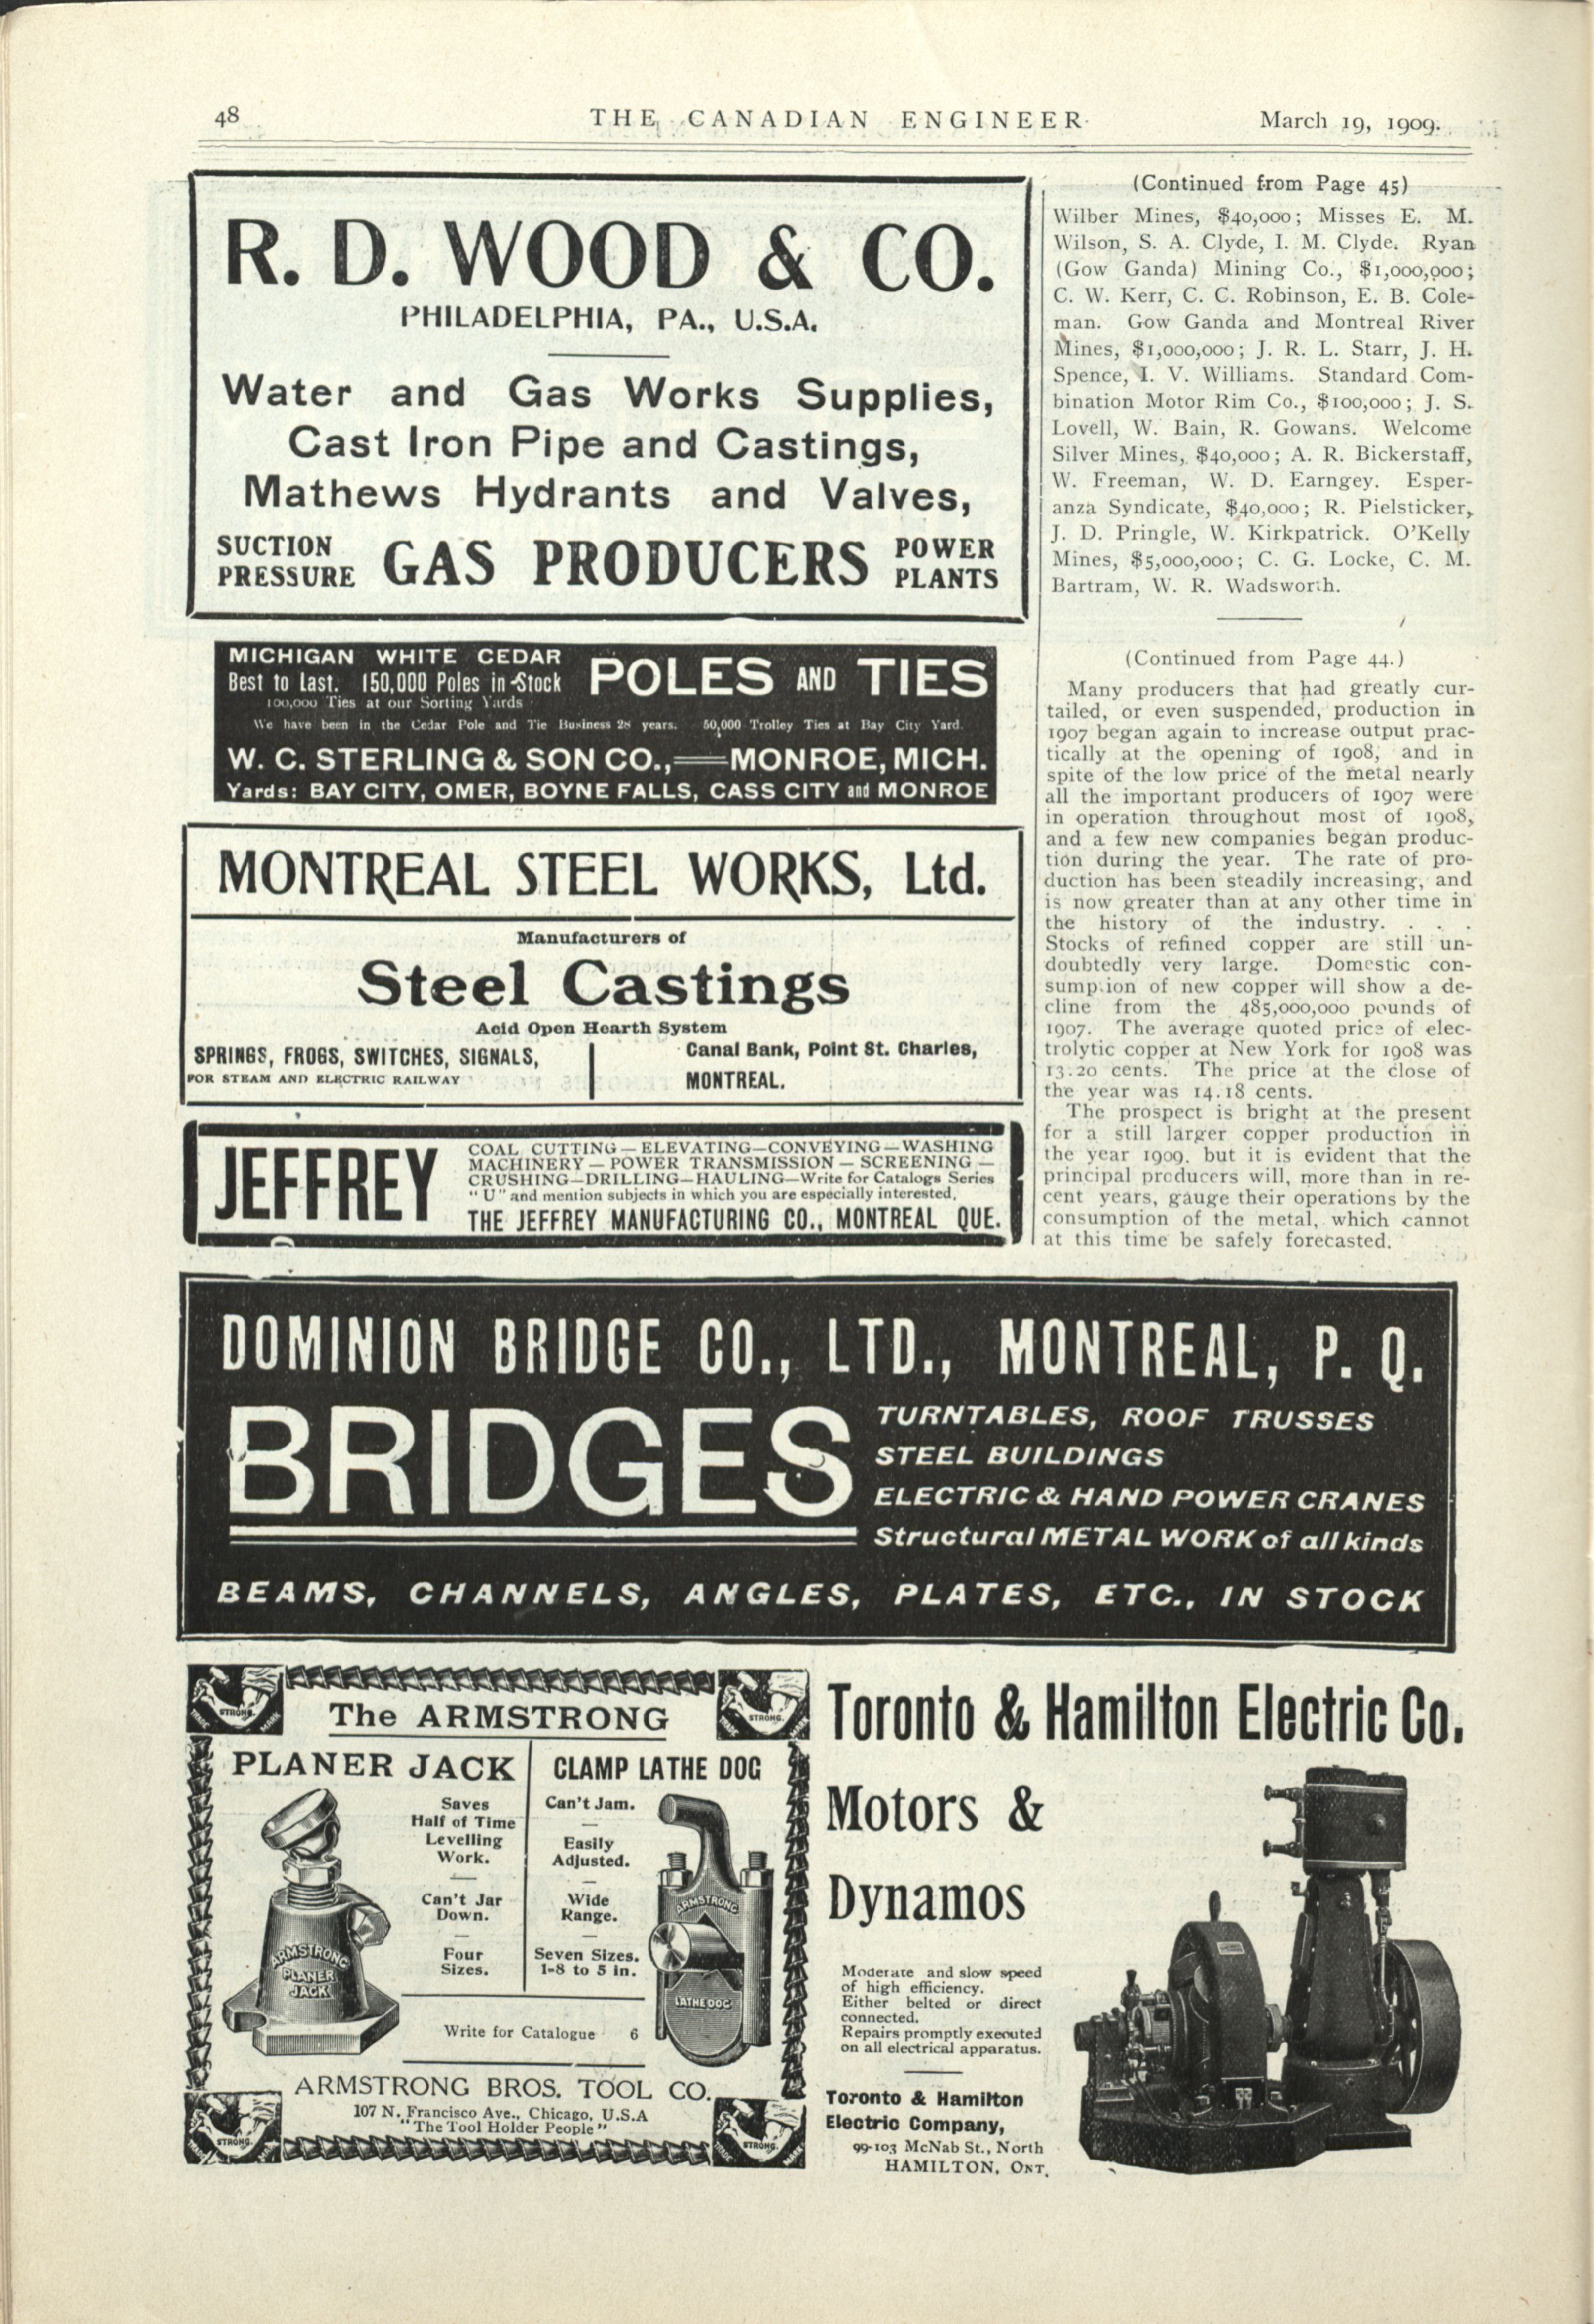 48
THE CANADIAN ENGINEER
March 19, 1909.
R. D. WOOD & CO.
PHILADELPHIA, PA., U.S.A.
Water and Gas Works Supplies,
Cast Iron Pipe and Castings,
Mathews Hydrants and Valves,
SUCTION
PRESSURE
GAS PRODUCERS
POWER
PLANTS
MICHIGAN WHITE CEDAR
Best to Last. 150,000 Poles in Stock
100,000 Ties at our Sorting Yards
POLES AND TIES
We have been in the Cedar Pole and Tie Business 28 years. 50,000 Trolley Ties at Bay City Yard.
W. C. STERLING & SON CO., MONROE, MICH.
Yards: BAY CITY, OMER, BOYNE FALLS, CASS CITY and MONROE
MONTREAL STEEL WORKS, Ltd.
Manufacturers of
Steel Castings
Acid Open Hearth System
SPRINGS, FROGS, SWITCHES, SIGNALS,
FOR STEAM AND ELECTRIC RAILWAY
Canal Bank, Point St. Charles,
MONTREAL.
JEFFREY
COAL CUTTING—ELEVATING—CONVEYING—WASHING
MACHINERY—POWER TRANSMISSION—SCREENING—
CRUSHING—DRILLING—HAULING—Write for Catalogs Series
"U" and mention subjects in which you are especially interested.
THE JEFFREY MANUFACTURING CO., MONTREAL QUE.
(Continued from Page 45)
Wilber Mines, $40,000; Misses E. M.
Wilson, S. A. Clyde, I. M. Clyde. Ryan
(Gow Ganda) Mining Co., $1,000,000;
C. W. Kerr, C. C. Robinson, E. B. Cole-
man. Gow Ganda and Montreal River
Mines, $1,000,000; J. R. L. Starr, J. H.
Spence, I. V. Williams. Standard Com-
bination Motor Rim Co., $100,000; J. S.
Lovell, W. Bain, R. Gowans. Welcome
Silver Mines, $40,000; A. R. Bickerstaff,
W. Freeman, W. D. Earngey. Esper-
anza Syndicate, $40,000; R. Pielsticker,
J. D. Pringle, W. Kirkpatrick. O'Kelly
Mines, $5,000,000; C. G. Locke, C. M.
Bartram, W. R. Wadsworth.
(Continued from Page 44.)
Many producers that had greatly cur-
tailed, or even suspended, production in
1907 began again to increase output prac-
tically at the opening of 1908, and in
spite of the low price of the metal nearly
all the important producers of 1907 were
in operation throughout most of 1908,
and a few new companies began produc-
tion during the year. The rate of pro-
duction has been steadily increasing, and
is now greater than at any other time in
the history of the industry. . . .
Stocks of refined copper are still un-
doubtedly very large. Domestic con-
sumption of new copper will show a de-
cline from the 485,000,000 pounds of
1907. The average quoted price of elec-
trolytic copper at New York for 1908 was
13.20 cents. The price at the close of
the year was 14.18 cents.
The prospect is bright at the present
for a still larger copper production in
the year 1909, but it is evident that the
principal producers will, more than in re-
cent years, gauge their operations by the
consumption of the metal, which cannot
at this time be safely forecasted.
DOMINION BRIDGE CO., LTD., MONTREAL, P. Q.
BRIDGES
TURNTABLES, ROOF TRUSSES
STEEL BUILDINGS
ELECTRIC & HAND POWER CRANES
Structural METAL WORK of all kinds
BEAMS, CHANNELS, ANGLES, PLATES, ETC., IN STOCK
The ARMSTRONG
PLANER JACK
Saves
Half of Time
Levelling
Work.
Can't Jar
Down.
Four
Sizes.
ARMSTRONG
PLANER
JACK
CLAMP LATHE DOG
Can't Jam.
Easily
Adjusted.
Wide
Range.
Seven Sizes.
1-8 to 5 in.
ARMSTRONG
LATHE DOG
Write for Catalogue 6
ARMSTRONG BROS. TOOL CO.
107 N. Francisco Ave., Chicago, U.S.A
"The Tool Holder People"
TRADE STRONG. MARK
TRADE STRONG. MARK
TRADE STRONG. MARK
TRADE STRONG. MARK
Toronto & Hamilton Electric Co.
Motors &
Dynamos
Moderate and slow speed
of high efficiency.
Either belted or direct
connected.
Repairs promptly executed
on all electrical apparatus.
Toronto & Hamilton
Electric Company,
99-103 McNab St., North
HAMILTON, ONT.